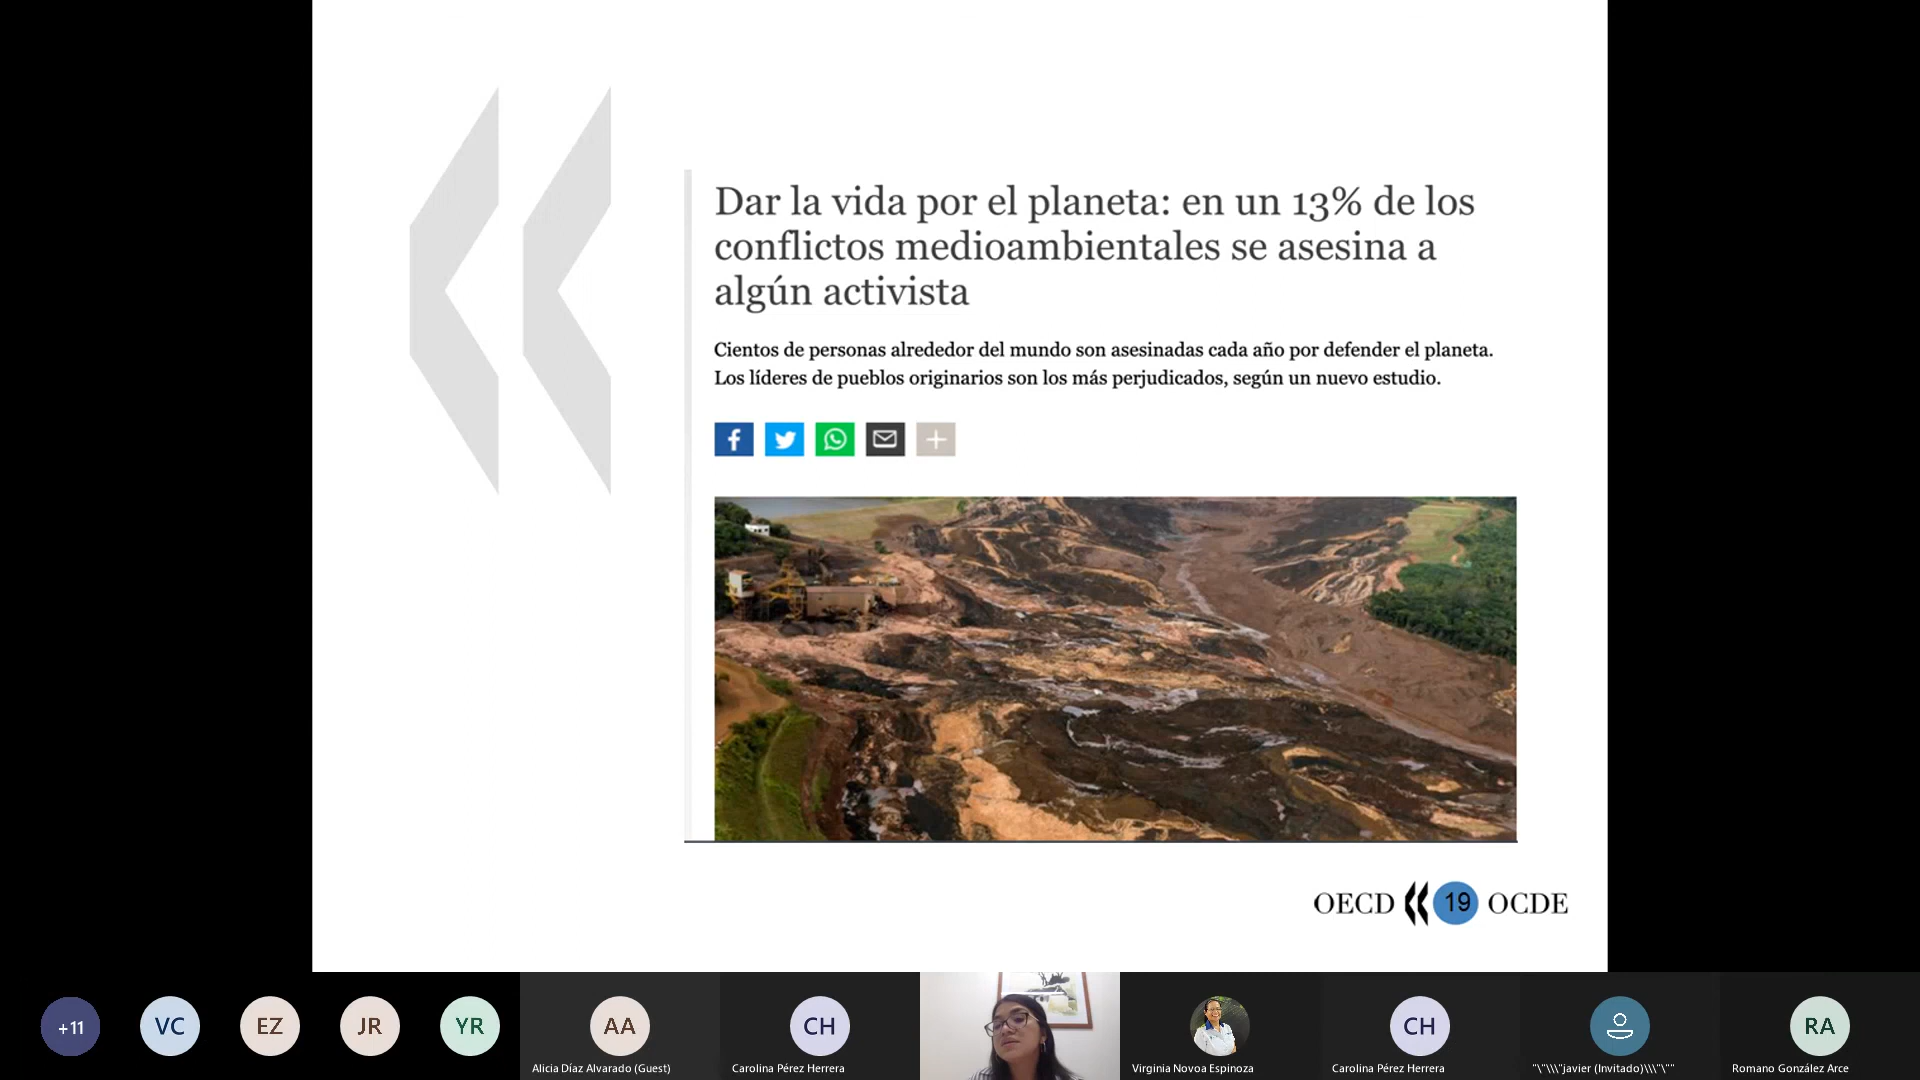 Dar la vida por el planeta: en un 13% de los
conflictos medioambientales se asesina a
algún activista
Cientos de personas alrededor del mundo son asesinadas cada año por defender el planeta.
Los líderes de pueblos originarios son los más perjudicados, según un nuevo estudio.
OECD 19 OCDE
+11
VC
EZ
JR
YR
AA
CH
CH
RA
Alicia Díaz Alvarado (Guest)
Carolina Pérez Herrera
Virginia Novoa Espinoza
Carolina Pérez Herrera
"\"\\\"javier (Invitado)\\\"\"
Romano González Arce